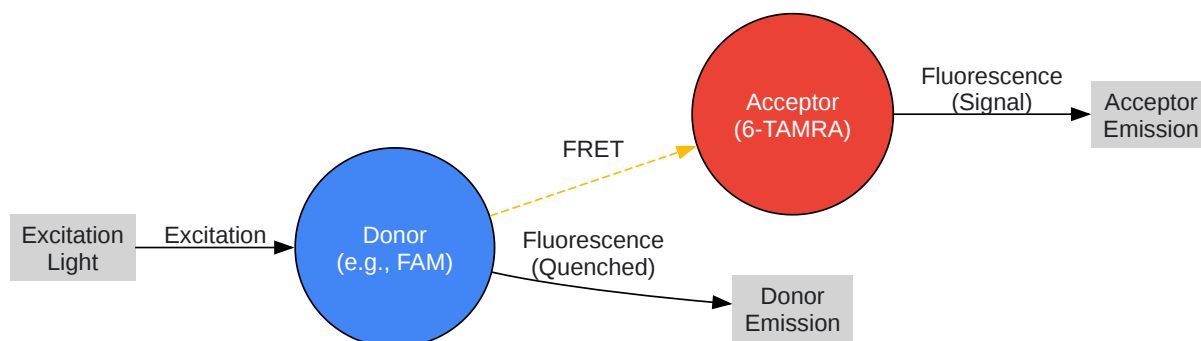 Excitation
Light
Excitation
Donor
(e.g., FAM)
FRET
Fluorescence
(Quenched)
Donor
Emission
Acceptor
(6-TAMRA)
Fluorescence
(Signal)
Acceptor
Emission